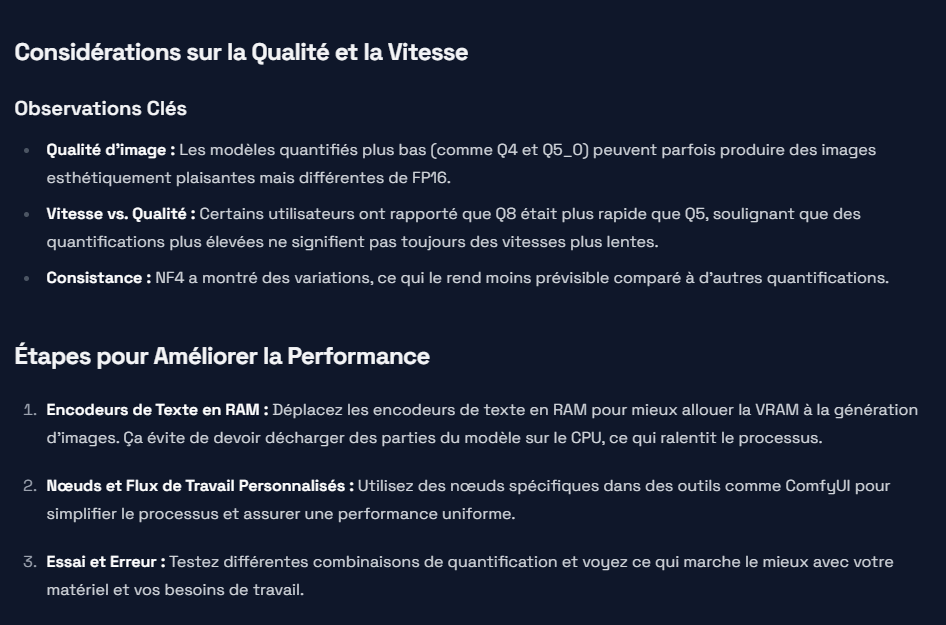 Considérations sur la Qualité et la Vitesse
Observations Clés
• Qualité d'image : Les modèles quantifiés plus bas (comme Q4 et Q5_0) peuvent parfois produire des images
esthétiquement plaisantes mais différentes de FP16.
• Vitesse vs. Qualité : Certains utilisateurs ont rapporté que Q8 était plus rapide que Q5, soulignant que des
quantifications plus élevées ne signifient pas toujours des vitesses plus lentes.
• Consistance : NF4 a montré des variations, ce qui le rend moins prévisible comparé à d'autres quantifications.
Étapes pour Améliorer la Performance
1. Encodeurs de Texte en RAM : Déplacez les encodeurs de texte en RAM pour mieux allouer la VRAM à la génération
d'images. Ça évite de devoir décharger des parties du modèle sur le CPU, ce qui ralentit le processus.
2. Nœuds et Flux de Travail Personnalisés : Utilisez des nœuds spécifiques dans des outils comme ComfyUI pour
simplifier le processus et assurer une performance uniforme.
3. Essai et Erreur : Testez différentes combinaisons de quantification et voyez ce qui marche le mieux avec votre
matériel et vos besoins de travail.